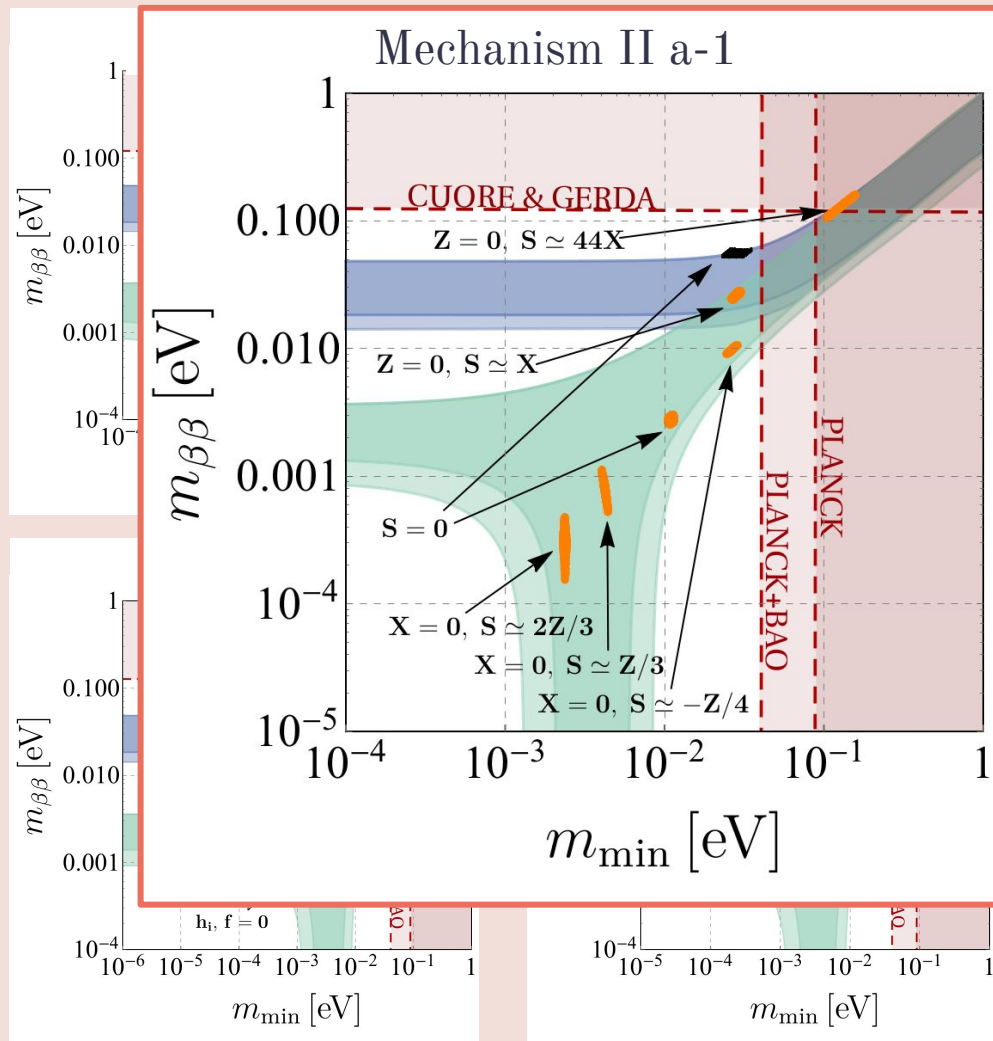 Mechanism II a-1
1
0.100
0.010
0.001
10⁻⁴
10⁻⁵
m_ββ [eV]
CUORE & GERDA
Z = 0, S ≃ 44X
Z = 0, S ≃ X
S = 0
X = 0, S ≃ 2Z/3
X = 0, S ≃ Z/3
X = 0, S ≃ −Z/4
PLANCK+BAO
PLANCK
10⁻⁴ 10⁻³ 10⁻² 10⁻¹ 1
m_min [eV]
1
0.100
0.010
0.001
10⁻⁴
m_ββ [eV]
1
0.100
0.010
0.001
10⁻⁴
m_ββ [eV]
h_i, f = 0
10⁻⁶ 10⁻⁵ 10⁻⁴ 10⁻³ 10⁻² 10⁻¹ 1
m_min [eV]
10⁻⁴
10⁻⁵ 10⁻⁴ 10⁻³ 10⁻² 10⁻¹ 1
m_min [eV]